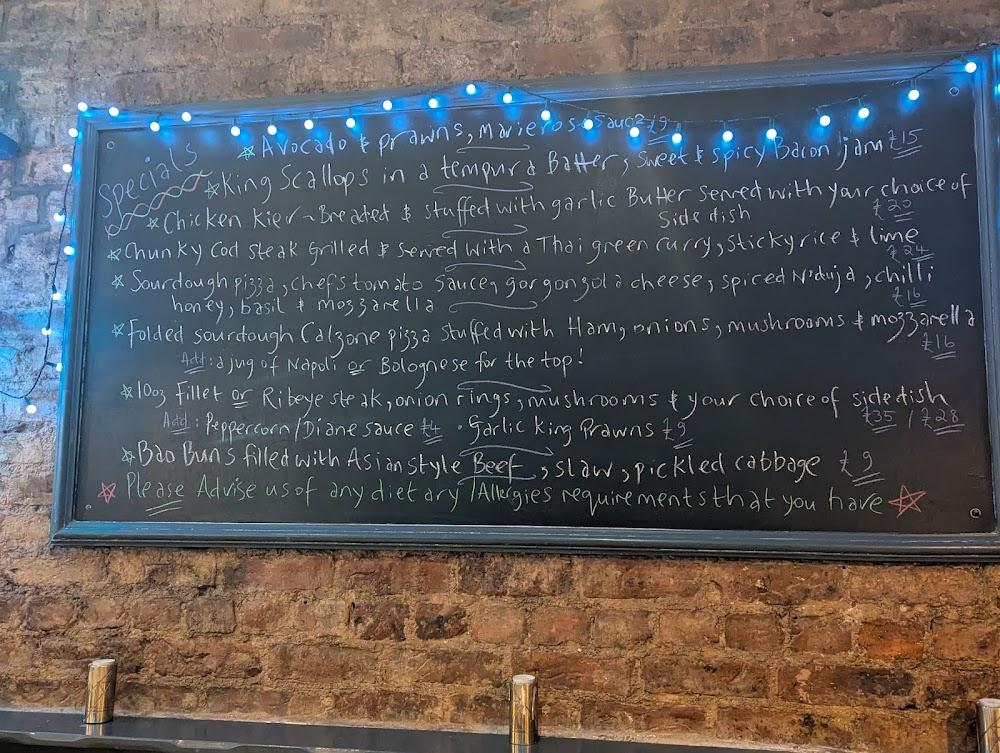 Specials
Avocado & prawns, marieros Sauce £9
King Scallops in a tempura Batter, Sweet & Spicy Bacon jam £15
Chicken Kiev - Breaded & stuffed with garlic Butter served with your choice of
Side dish £20
Chunky Cod steak Grilled & Served with a Thai green curry, Sticky rice & lime
£24
Sourdough pizza, chefs tomato Sauce, gorgonzola cheese, spiced N'duja, chilli
honey, basil & mozzarella £16
Folded sourdough Calzone pizza stuffed with Ham, onions, mushrooms & mozzarella
£16
Add: a jug of Napoli or Bolognese for the top!
10oz Fillet or Ribeye steak, onion rings, mushrooms & your choice of side dish
£35 / £28
Add: Peppercorn/Diane sauce £4 · Garlic King Prawns £9
Bao Buns filled with Asian style Beef, slaw, pickled cabbage £9
Please Advise us of any dietary / Allergies requirements that you have